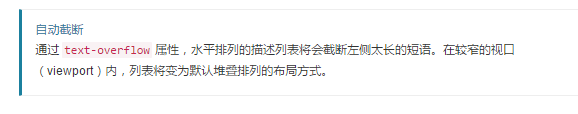 自动截断
通过 text-overflow 属性，水平排列的描述列表将会截断左侧太长的短语。在较窄的视口
（viewport）内，列表将变为默认堆叠排列的布局方式。